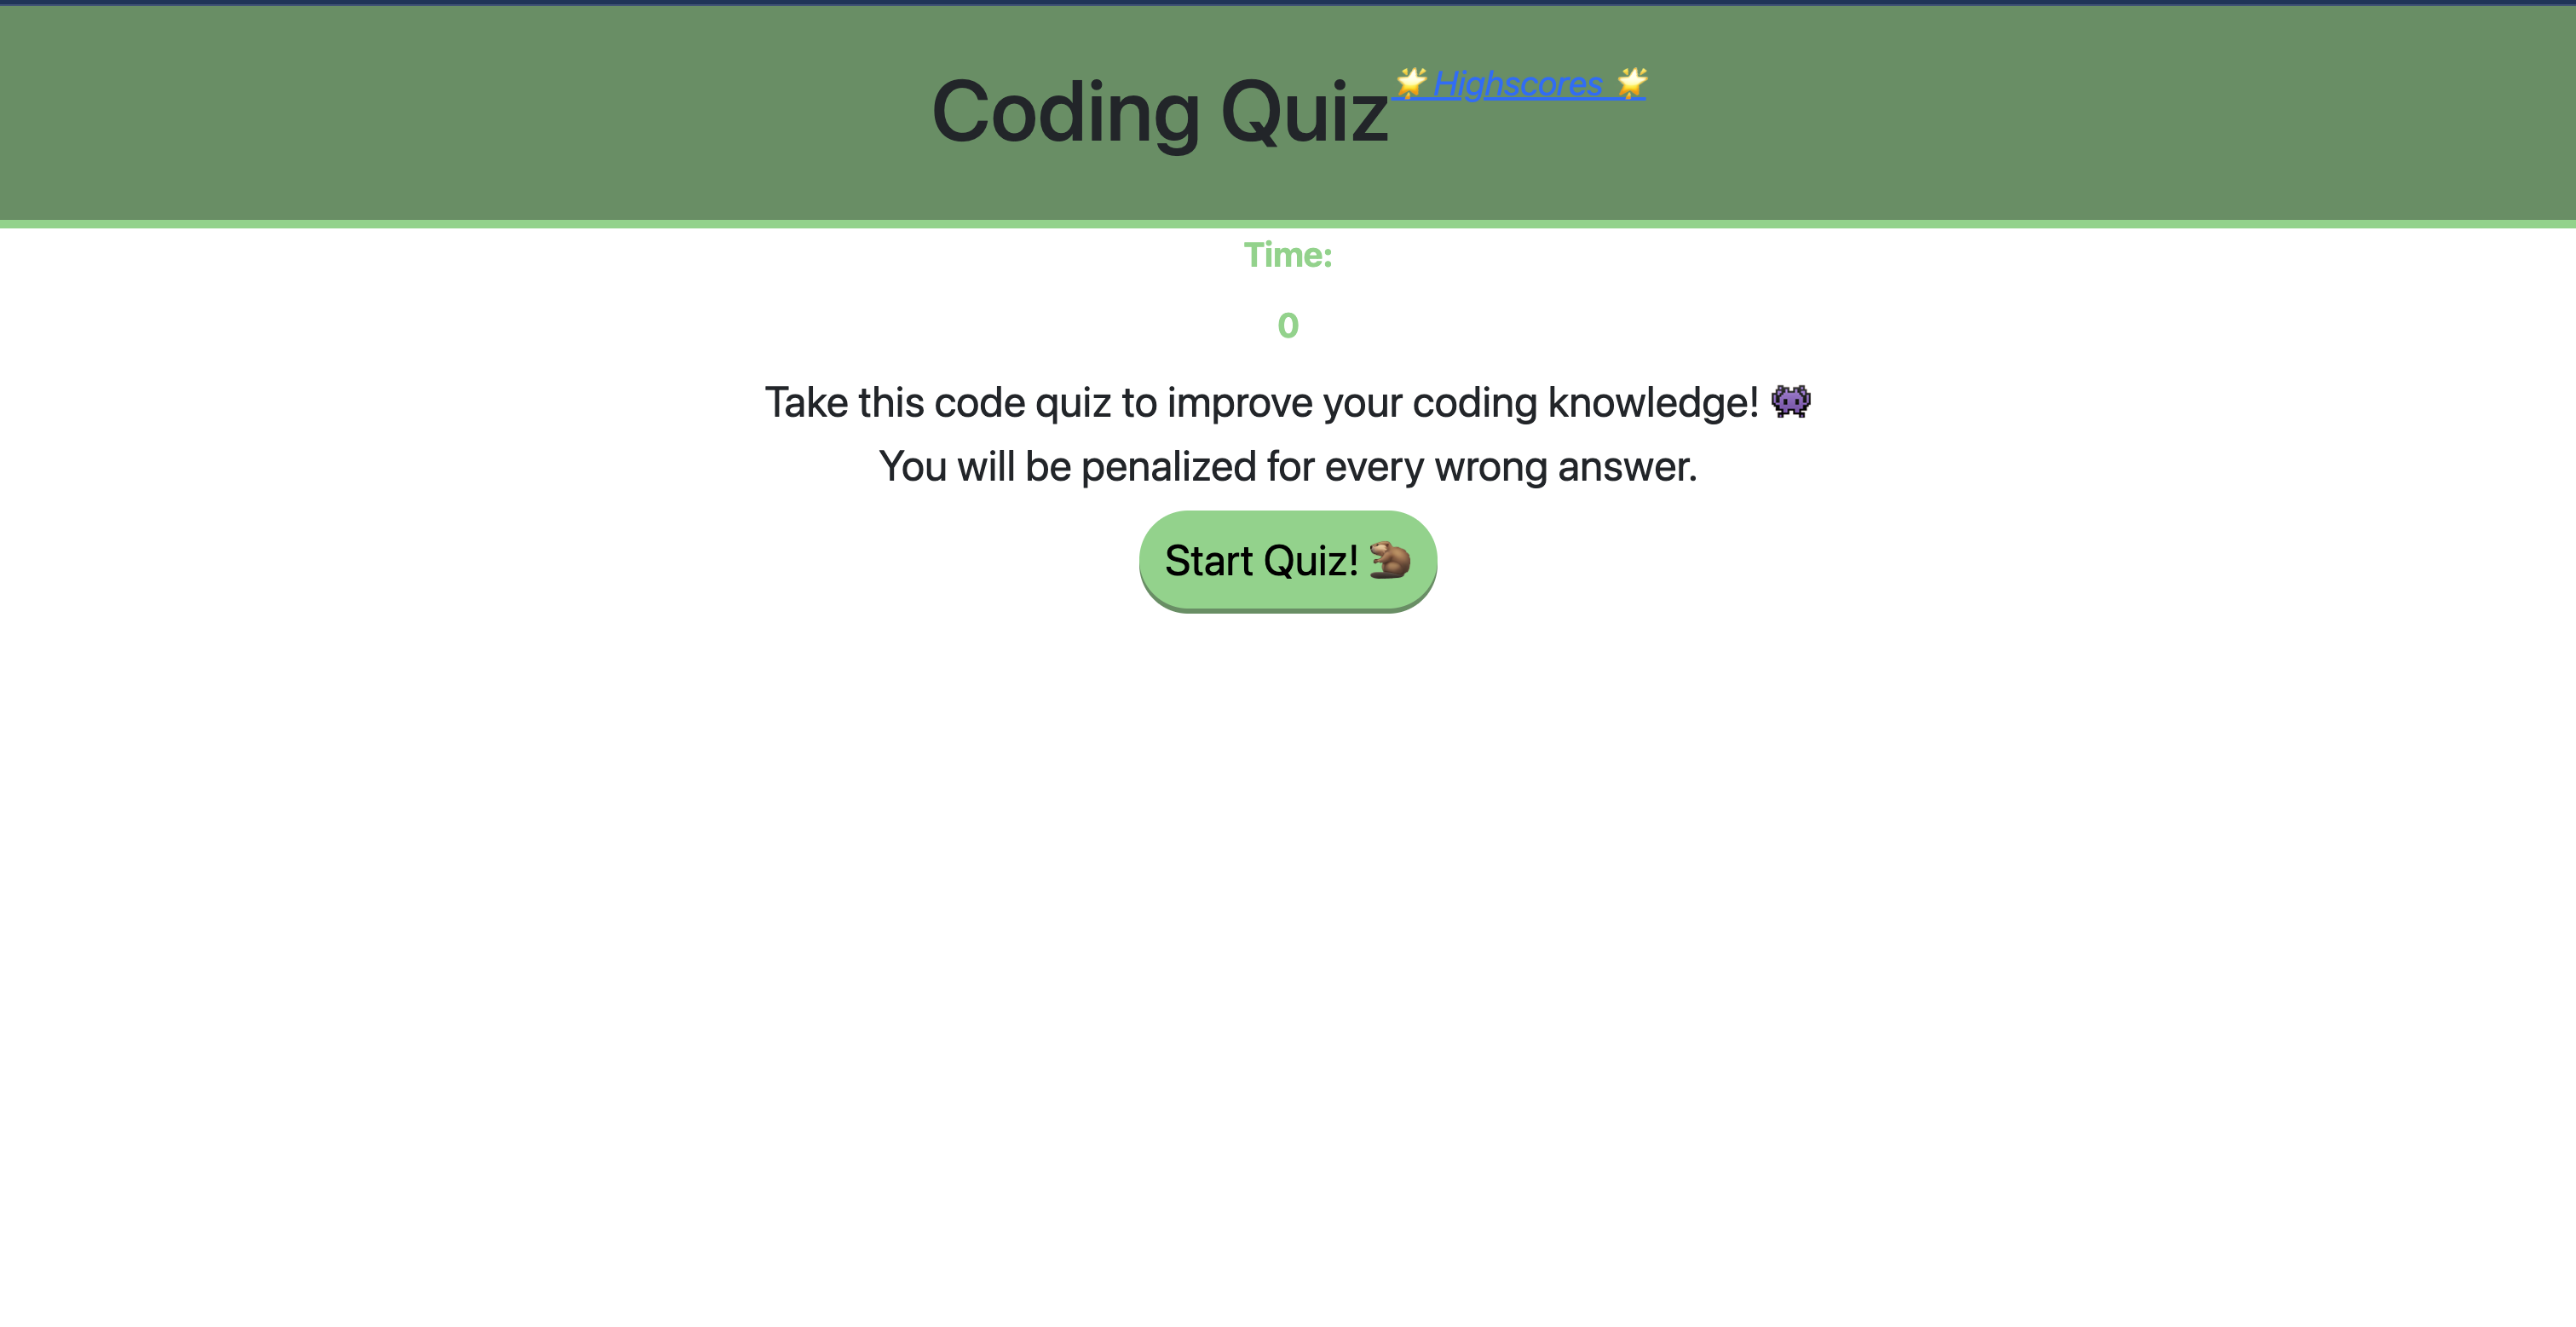 Coding Quiz 🌟 Highscores 🌟
Time:
0
Take this code quiz to improve your coding knowledge! 👾
You will be penalized for every wrong answer.
Start Quiz! 🦫